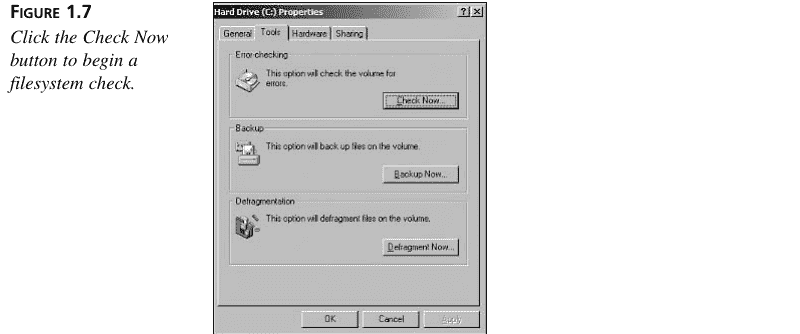 FIGURE 1.7
Click the Check Now
button to begin a
filesystem check.
Hard Drive (C:) Properties
General Tools Hardware Sharing
Error-checking
This option will check the volume for
errors.
Check Now...
Backup
This option will back up files on the volume.
Backup Now...
Defragmentation
This option will defragment files on the volume.
Defragment Now...
OK Cancel Apply